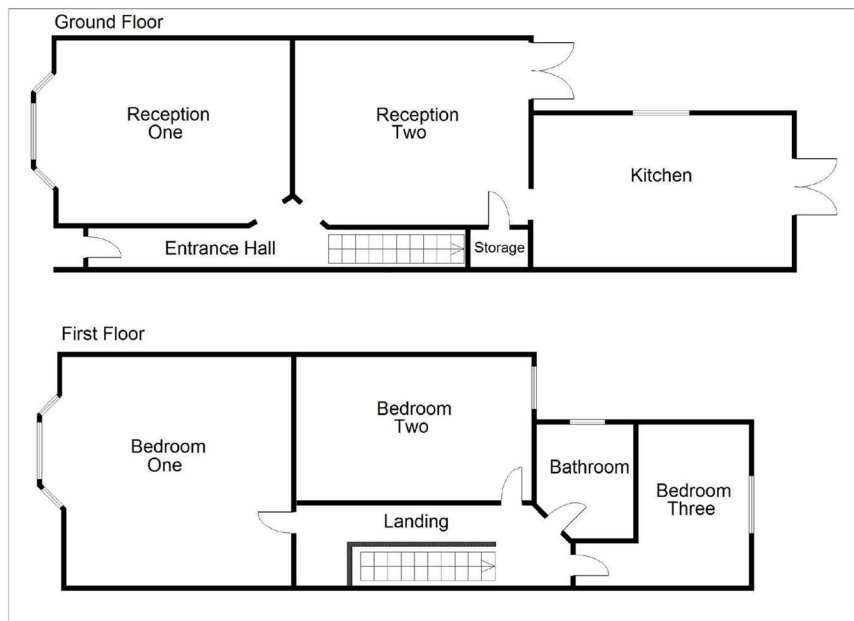 Ground Floor
Reception
One
Reception
Two
Kitchen
Entrance Hall
Storage
First Floor
Bedroom
One
Bedroom
Two
Bathroom
Bedroom
Three
Landing